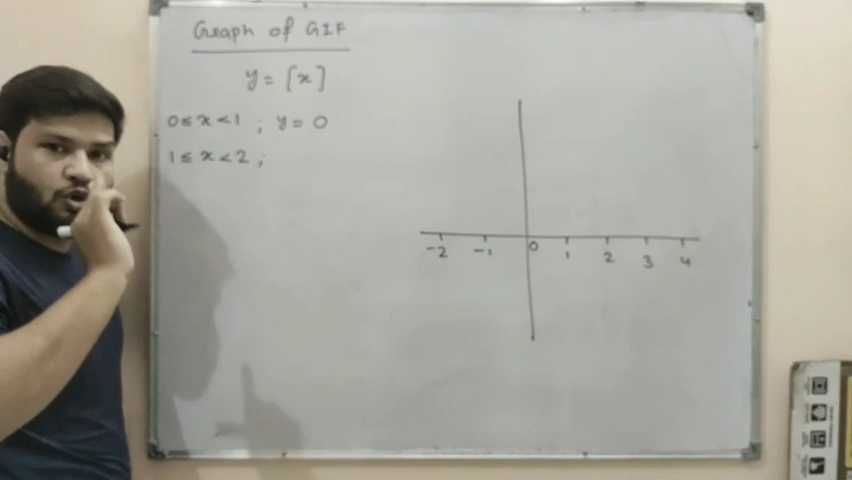 Graph of GIF
y = [x]
0 ≤ x < 1 ; y = 0
1 ≤ x < 2 ;
-2 -1 0 1 2 3 4